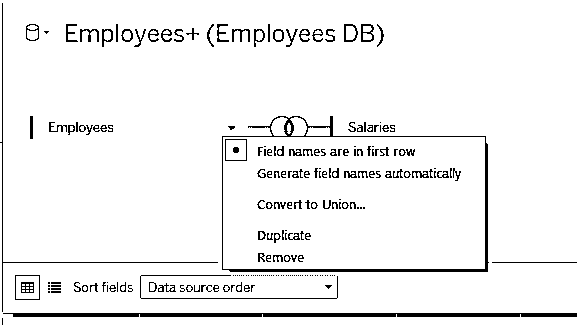 Employees+ (Employees DB)
Employees
Salaries
Field names are in first row
Generate field names automatically
Convert to Union...
Duplicate
Remove
Sort fields
Data source order